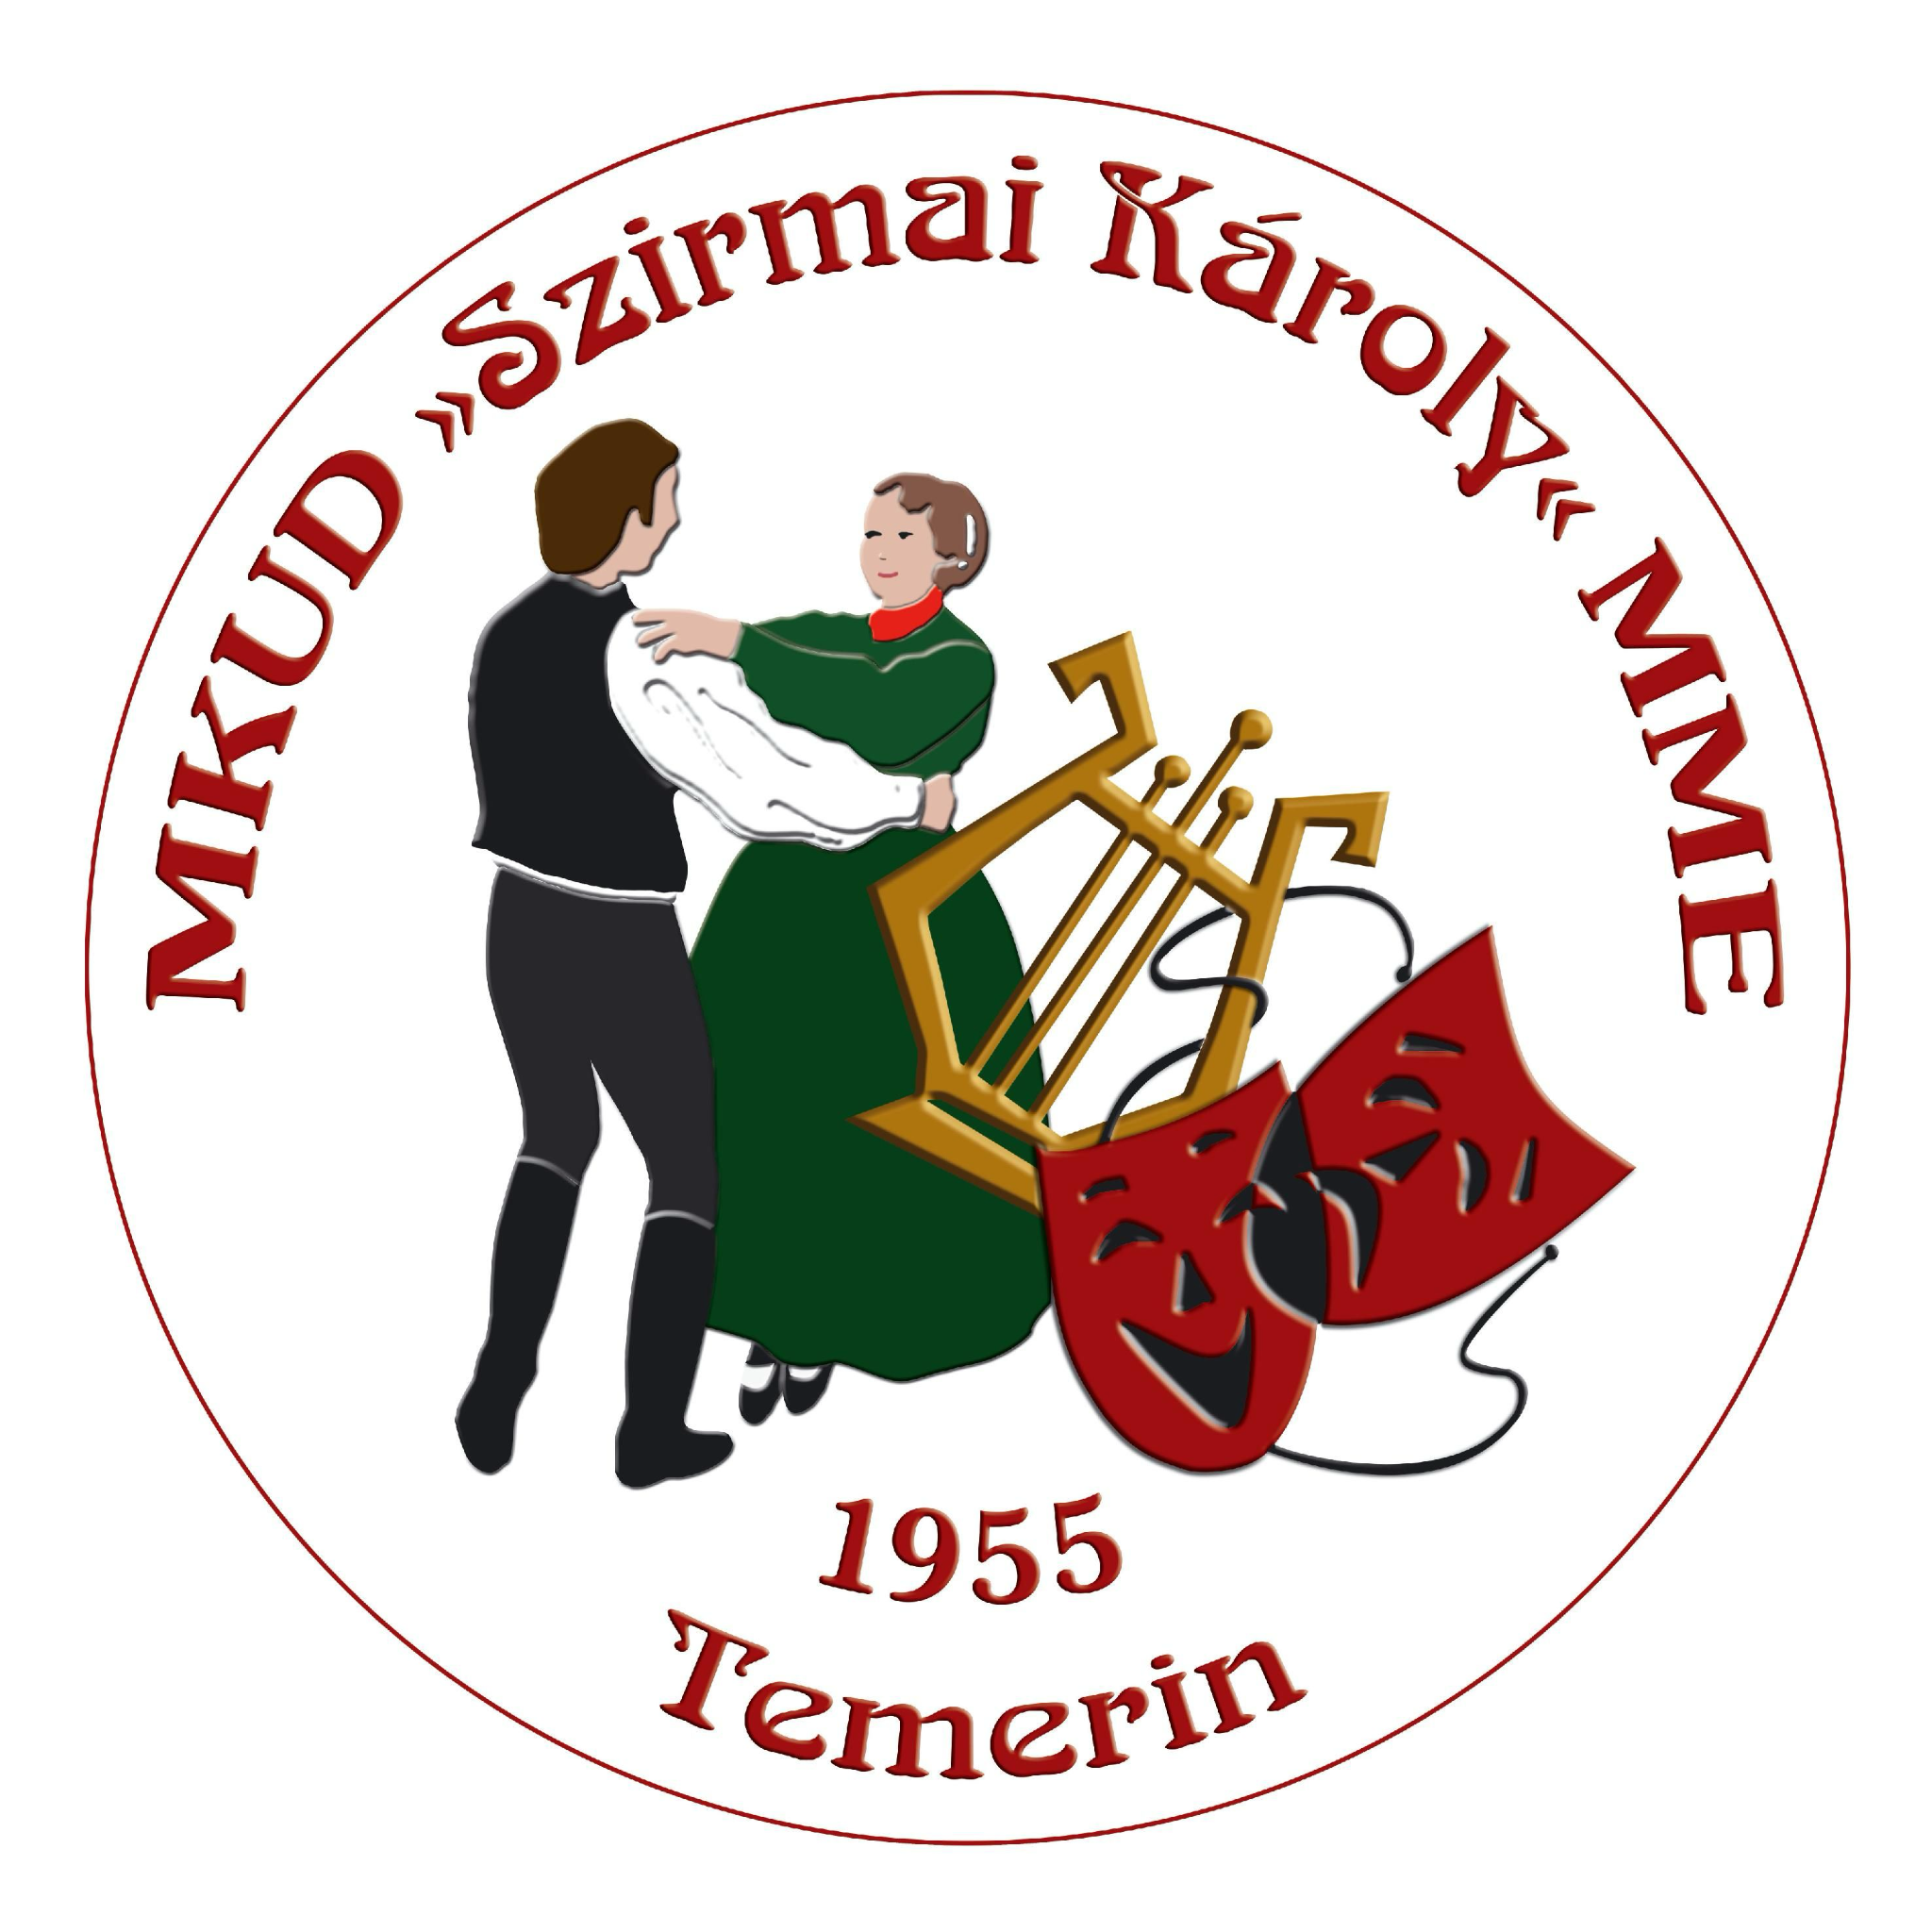 MKUD »Szirmai Károly« MME
1955
Temerin